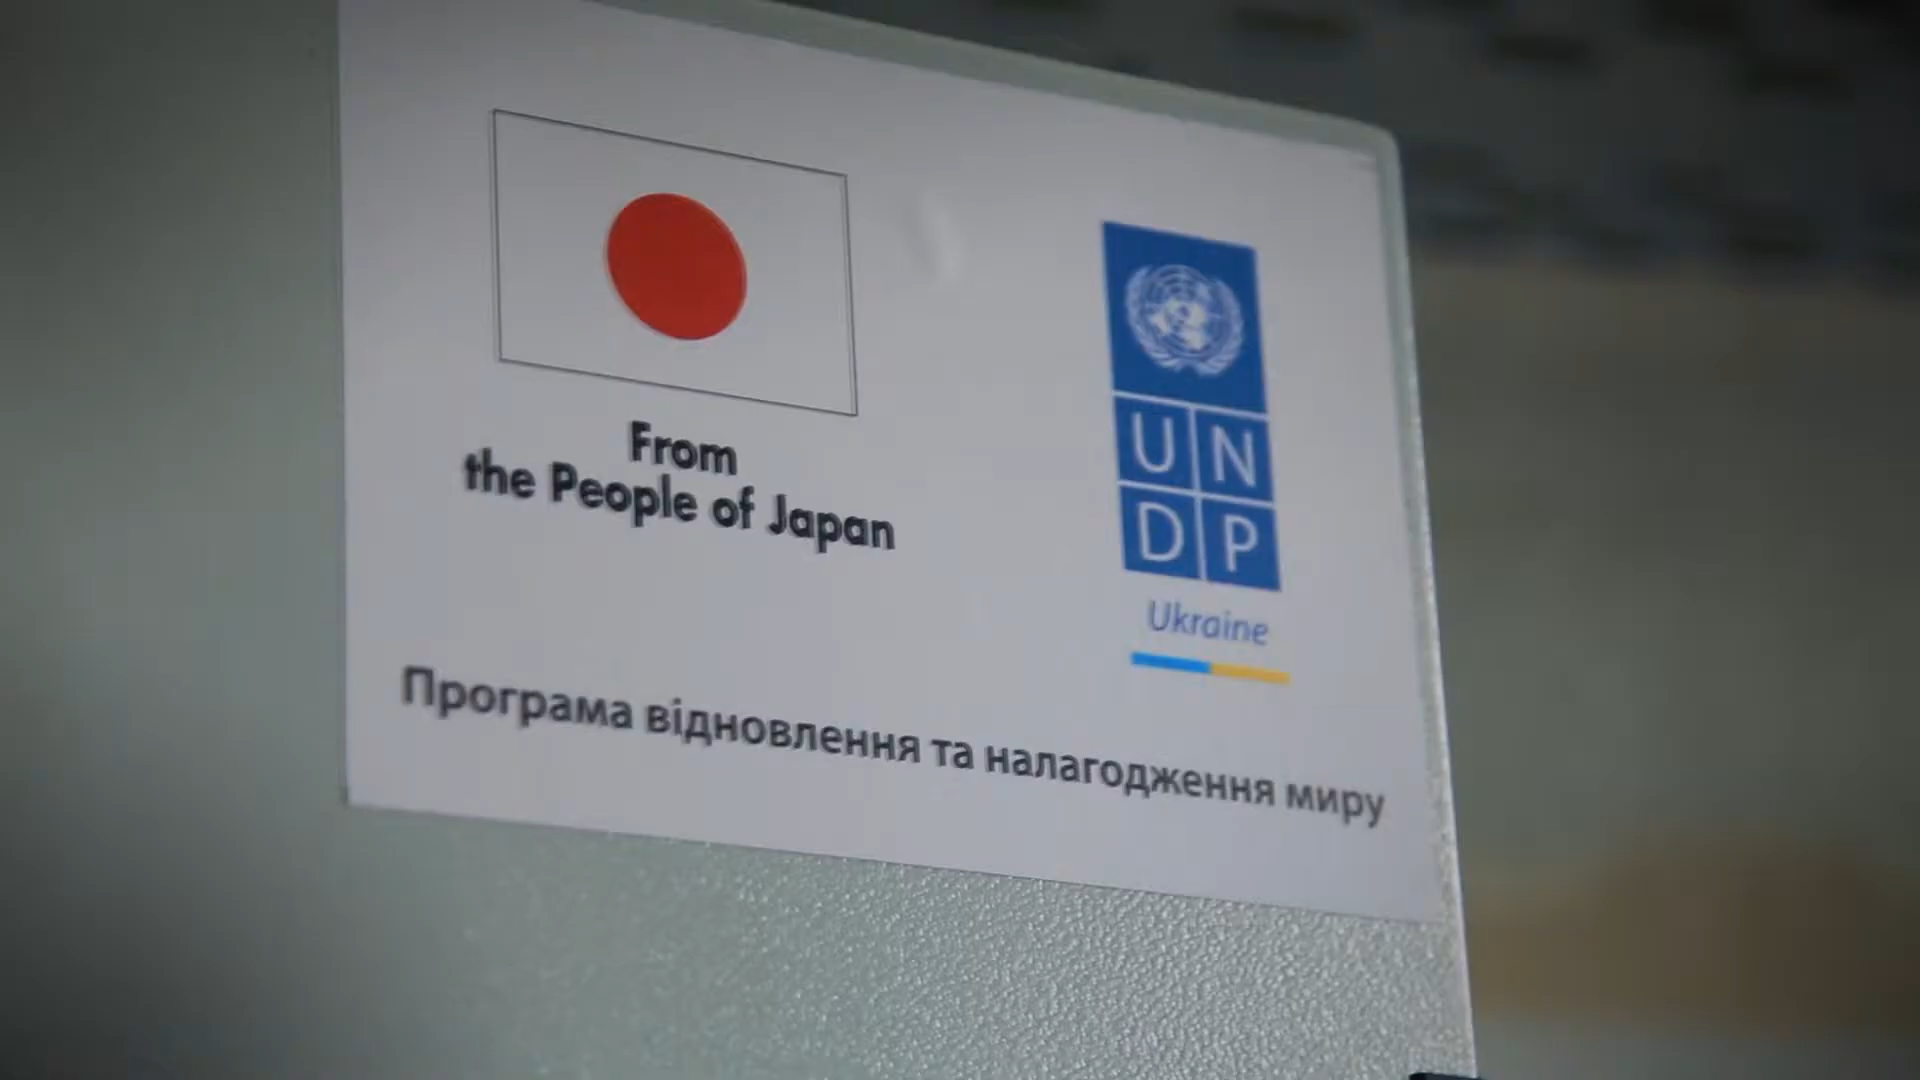 From
the People of Japan
U N
D P
Ukraine
Програма відновлення та налагодження миру